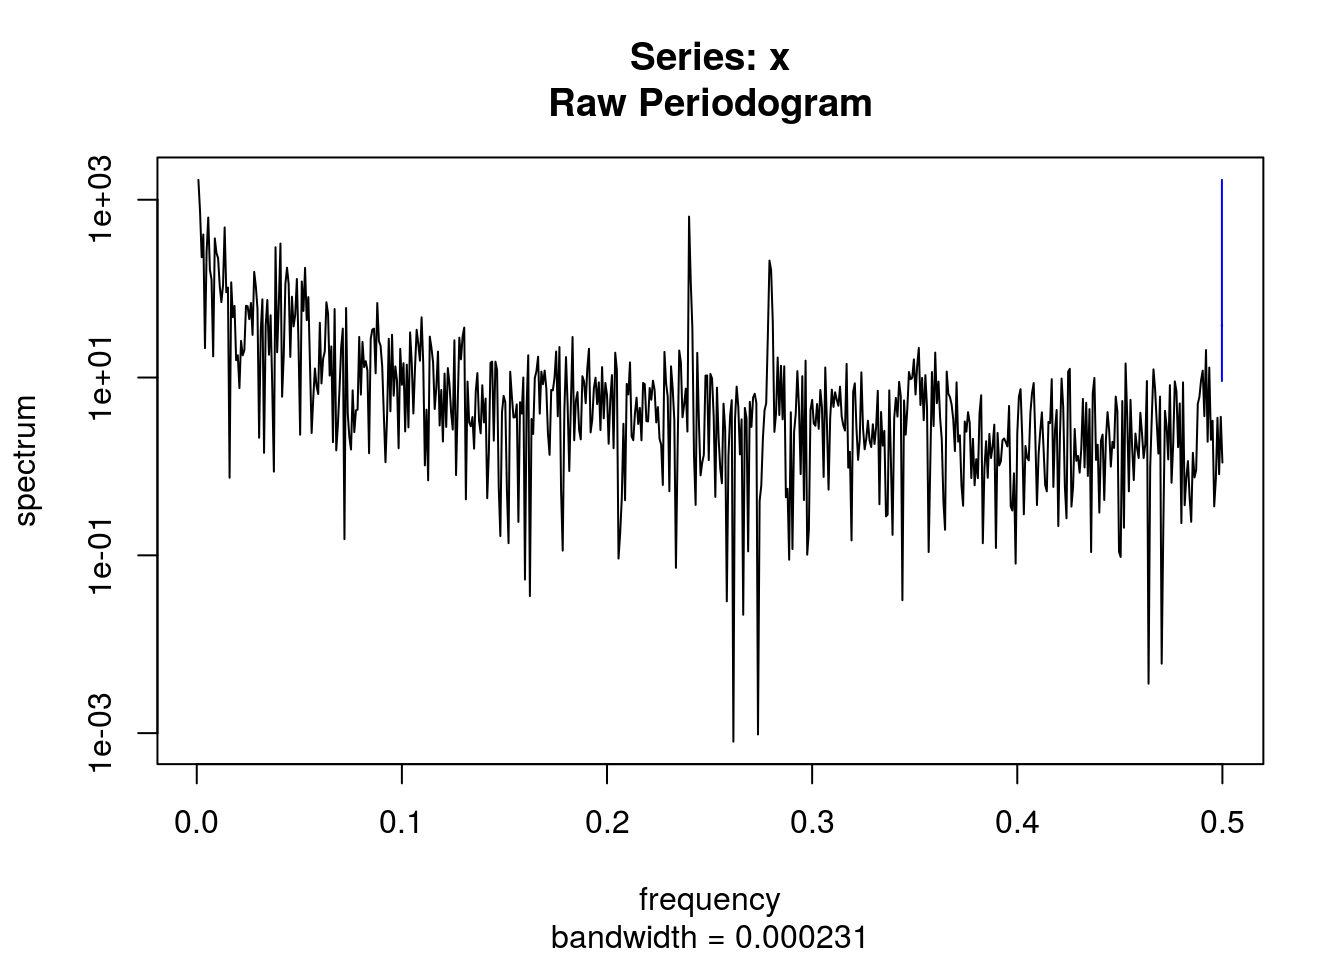 Series: x
Raw Periodogram
spectrum
1e+03
1e+01
1e-01
1e-03
0.0 0.1 0.2 0.3 0.4 0.5
frequency
bandwidth = 0.000231